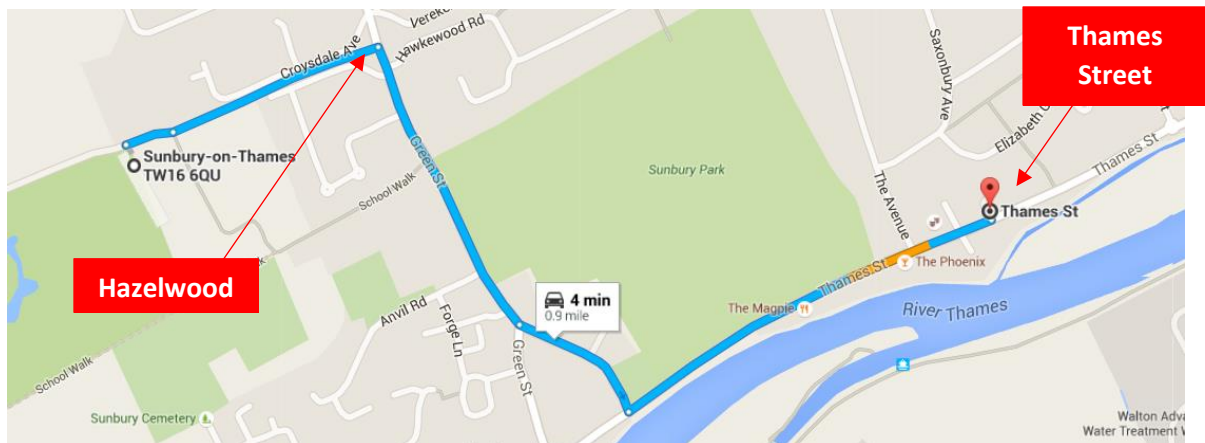 Vereke
Hawkewood Rd
Croysdale Ave
Saxonbury Ave
Thames
Street
Elizabeth G
Thames St
Sunbury-on-Thames
TW16 6QU
Green St
Sunbury Park
School Walk
The Avenue
Thames St
Hazelwood
The Phoenix
Thames St
4 min
0.9 mile
The Magpie
River Thames
Anvil Rd
Forge Ln
Green St
School Walk
Sunbury Cemetery
Walton Adva
Water Treatment W